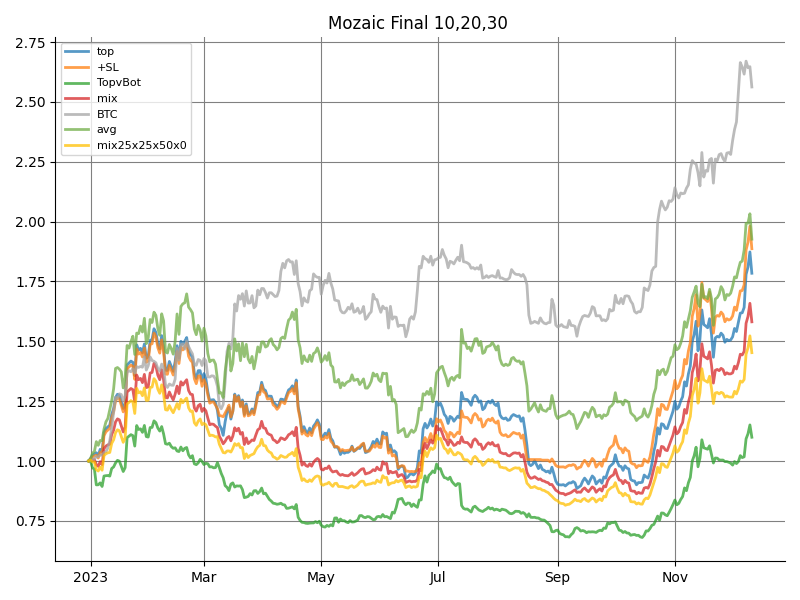 Mozaic Final 10,20,30
2.75
2.50
2.25
2.00
1.75
1.50
1.25
1.00
0.75
top
+SL
TopvBot
mix
BTC
avg
mix25x25x50x0
2023 Mar May Jul Sep Nov